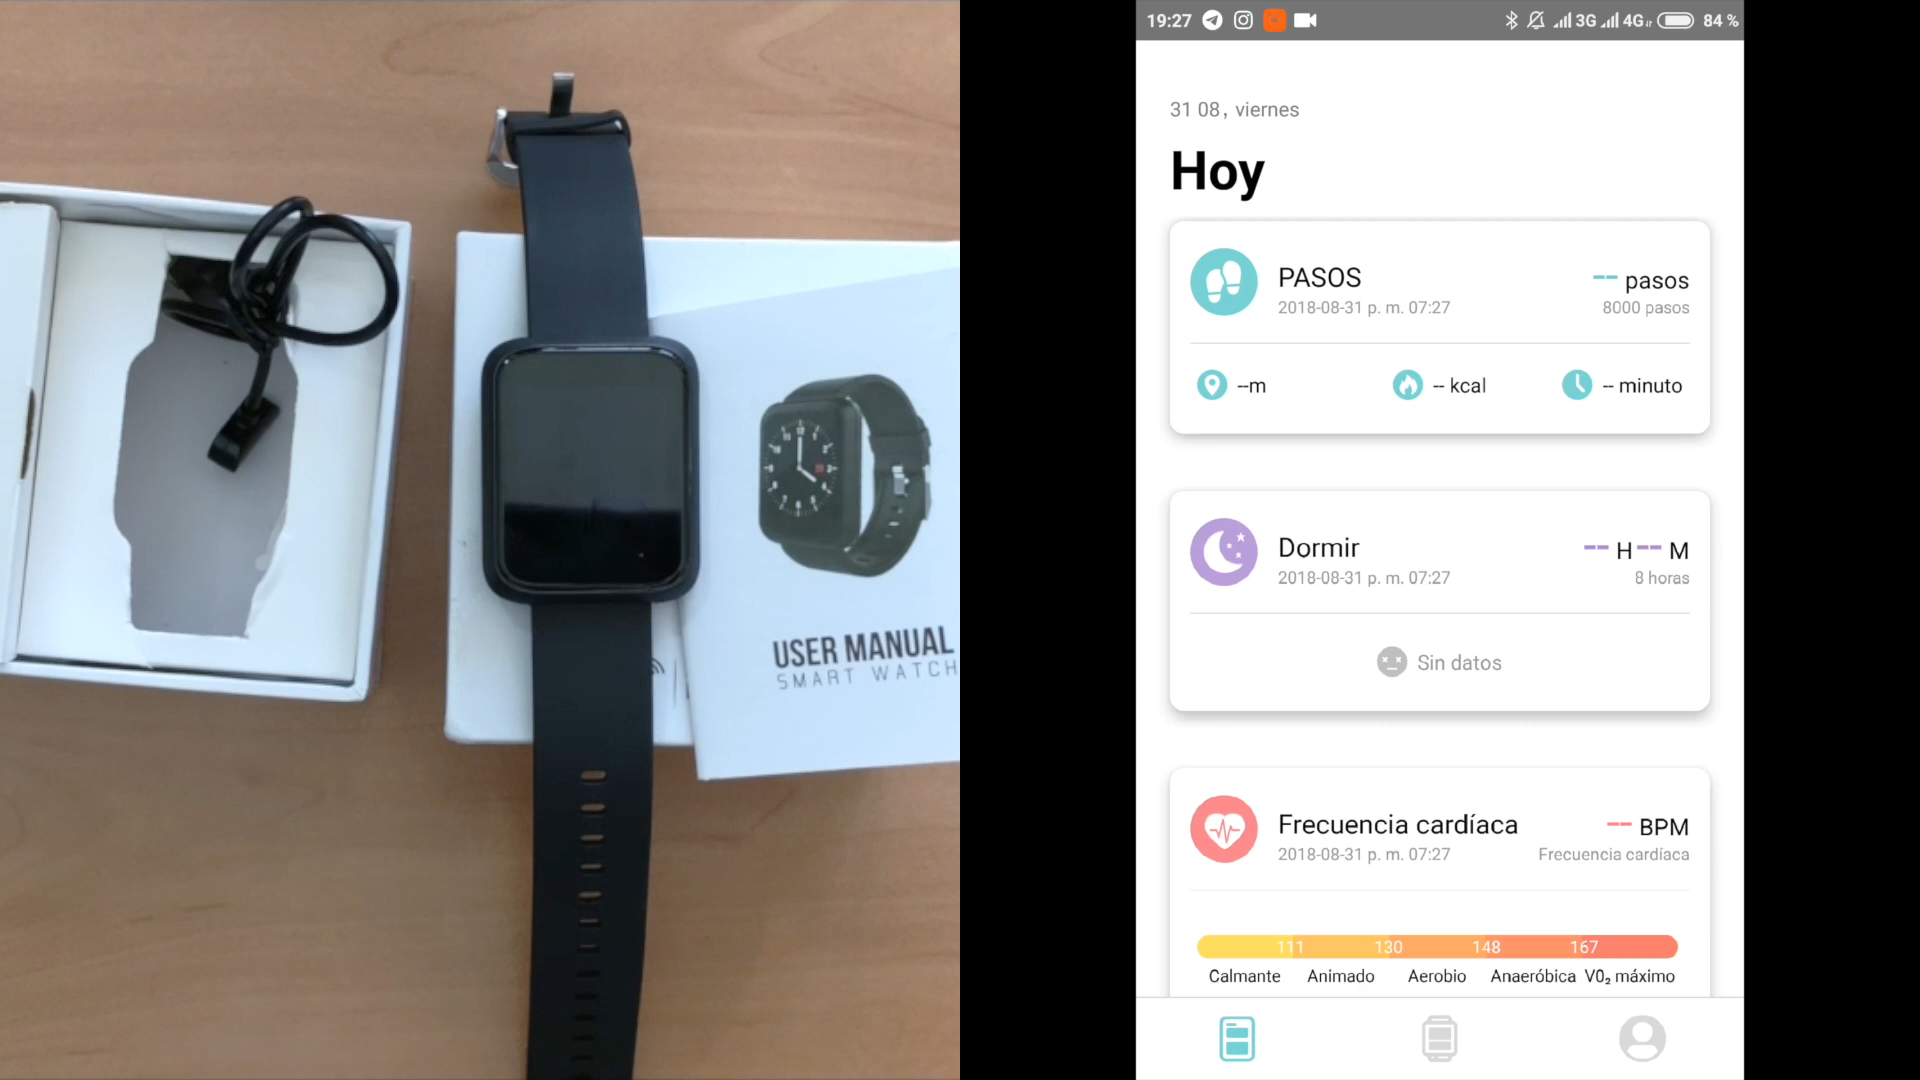 USER MANUAL
SMART WATCH
19:27
3G 4G 84 %
31 08, viernes
Hoy
PASOS
-- pasos
2018-08-31 p. m. 07:27
8000 pasos
--m
-- kcal
-- minuto
Dormir
-- H -- M
2018-08-31 p. m. 07:27
8 horas
Sin datos
Frecuencia cardíaca
-- BPM
2018-08-31 p. m. 07:27
Frecuencia cardíaca
111 130 148 167
Calmante Animado Aerobio Anaeróbica V0₂ máximo